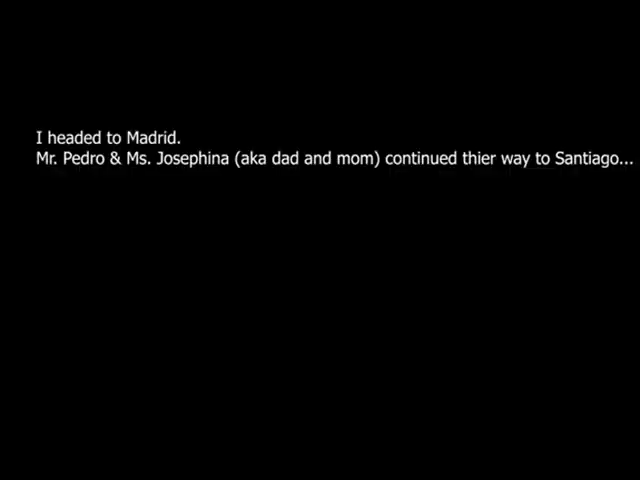 I headed to Madrid.
Mr. Pedro & Ms. Josephina (aka dad and mom) continued thier way to Santiago...